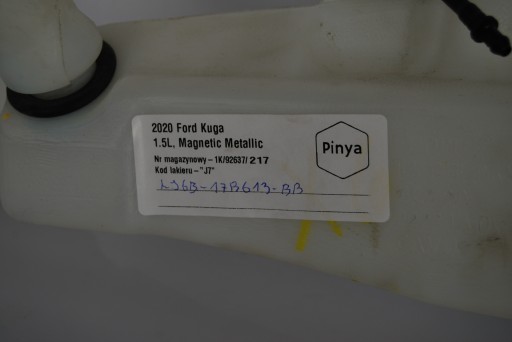 2020 Ford Kuga
1.5L, Magnetic Metallic
Nr magazynowy – 1K/92637/ 217
Kod lakieru – "J7"
LJ6B-17B613-BB
Pinya